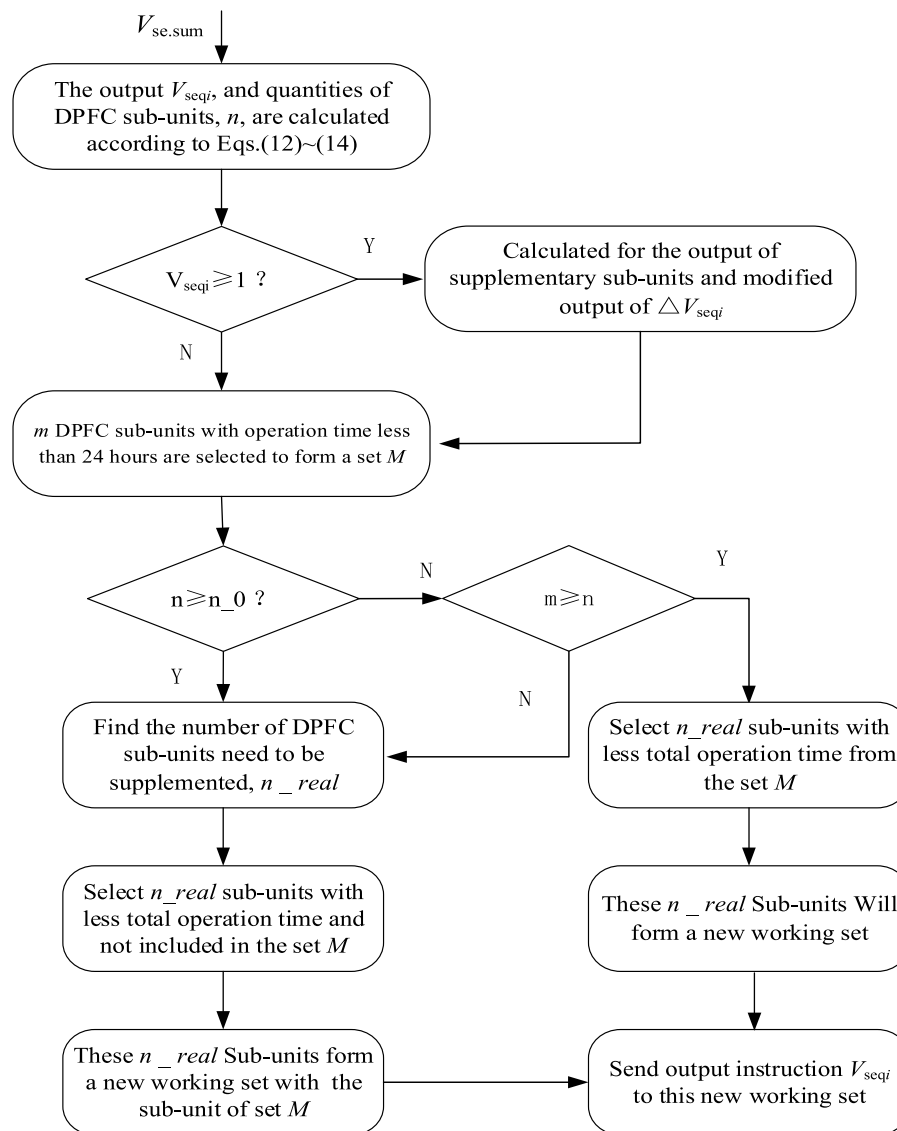 V se.sum
The output V seqi, and quantities of
DPFC sub-units, n, are calculated
according to Eqs.(12)~(14)
Y
V seqi ≥1 ?
Calculated for the output of
supplementary sub-units and modified
output of △V seqi
N
m DPFC sub-units with operation time less
than 24 hours are selected to form a set M
n≥n_0 ?
N
m≥n
Y
Y
N
Find the number of DPFC
sub-units need to be
supplemented, n _ real
Select n_real sub-units with
less total operation time from
the set M
Select n_real sub-units with
less total operation time and
not included in the set M
These n _ real Sub-units Will
form a new working set
These n _ real Sub-units form
a new working set with the
sub-unit of set M
Send output instruction V seqi
to this new working set